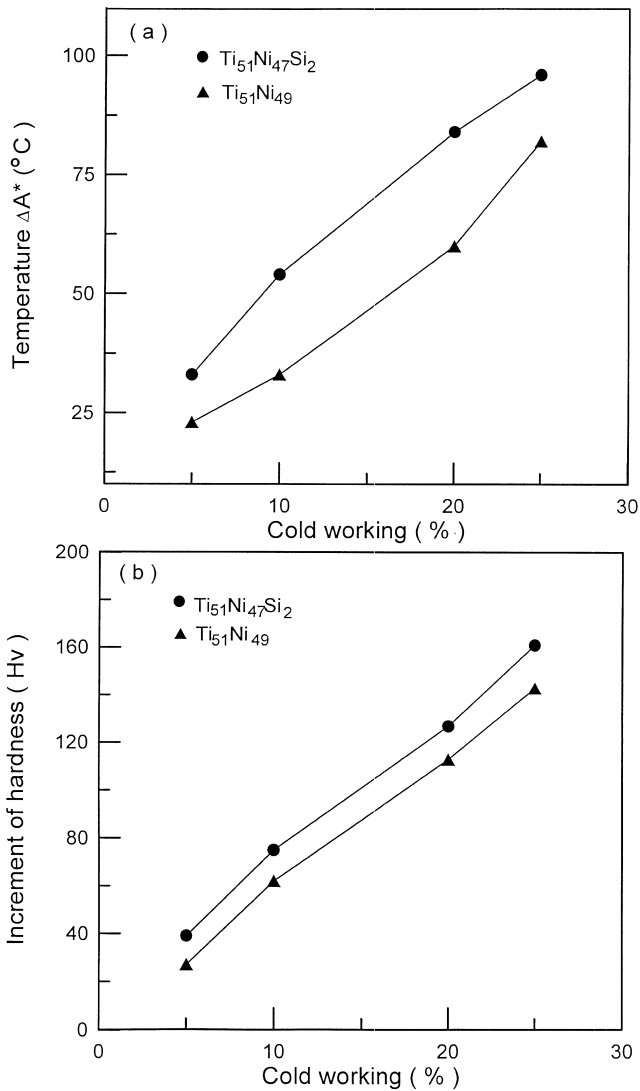 (a)
Ti51Ni47Si2
Ti51Ni49
100
75
50
25
Temperature ΔA* (°C)
0 10 20 30
Cold working (%)
(b)
Ti51Ni47Si2
Ti51Ni49
200
160
120
80
40
0
Increment of hardness (Hv)
0 10 20 30
Cold working (%)